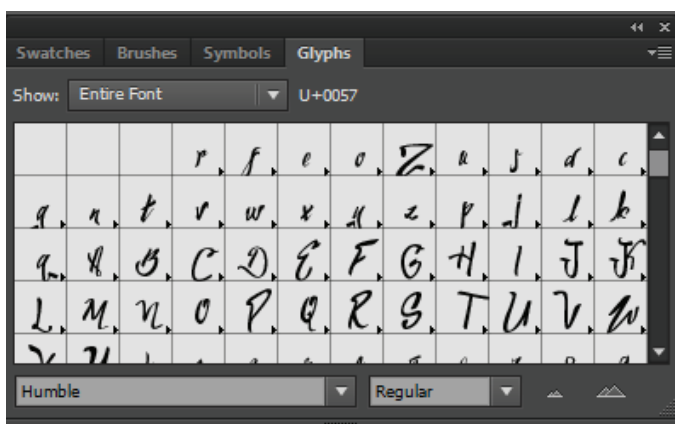 Swatches Brushes Symbols Glyphs
Show: Entire Font U+0057
r f e o Z u s d c
g n t v w x y z p j l k
q A B C D E F G H I J K
L M N O P Q R S T U V W
Humble Regular